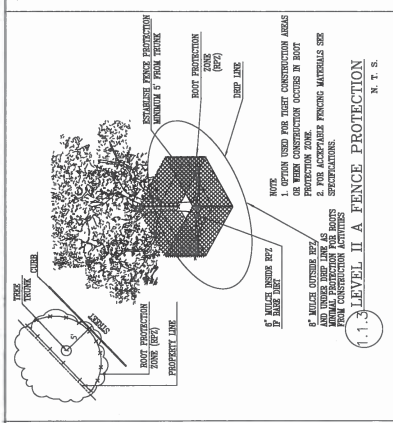 TREE
TRUNK
CURB
5'
STREET
ROOT PROTECTION
ZONE (RPZ)
PROPERTY LINE
ESTABLISH FENCE PROTECTION
MINIMUM 5' FROM TRUNK
ROOT PROTECTION
ZONE
(RPZ)
DRIP LINE
6" MULCH INSIDE RPZ
IF BARE DIRT
8" MULCH OUTSIDE RPZ
AND UNDER DRIP LINE AS
MINIMAL PROTECTION FOR ROOTS
FROM CONSTRUCTION ACTIVITIES
NOTE
1. OPTION USED FOR TIGHT CONSTRUCTION AREAS
OR WHEN CONSTRUCTION OCCURS IN ROOT
PROTECTION ZONE.
2. FOR ACCEPTABLE FENCING MATERIALS SEE
SPECIFICATIONS.
1.1.3 LEVEL II A FENCE PROTECTION
N. T. S.